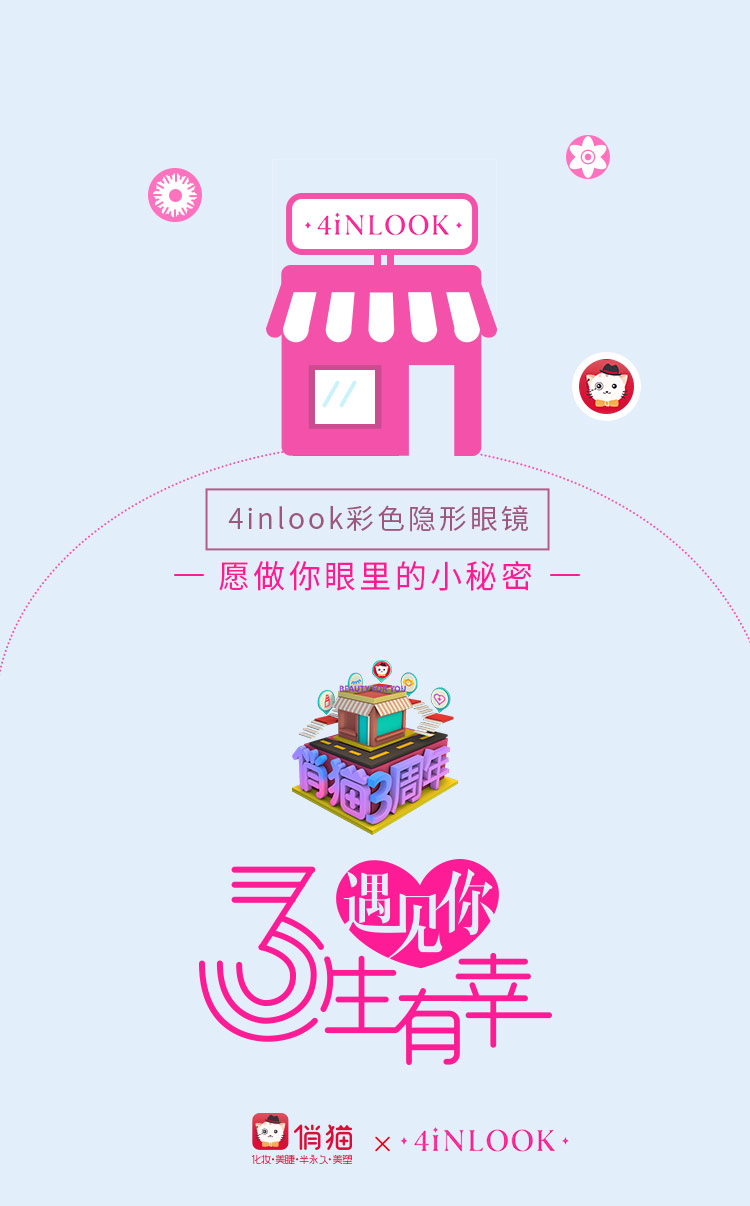 4iNLOOK
4inlook彩色隐形眼镜
愿做你眼里的小秘密
BEAUTY FOR YOU
俏猫3周年
遇见你
3生有幸
俏猫
化妆·美睫·半永久·美塑
× 4iNLOOK